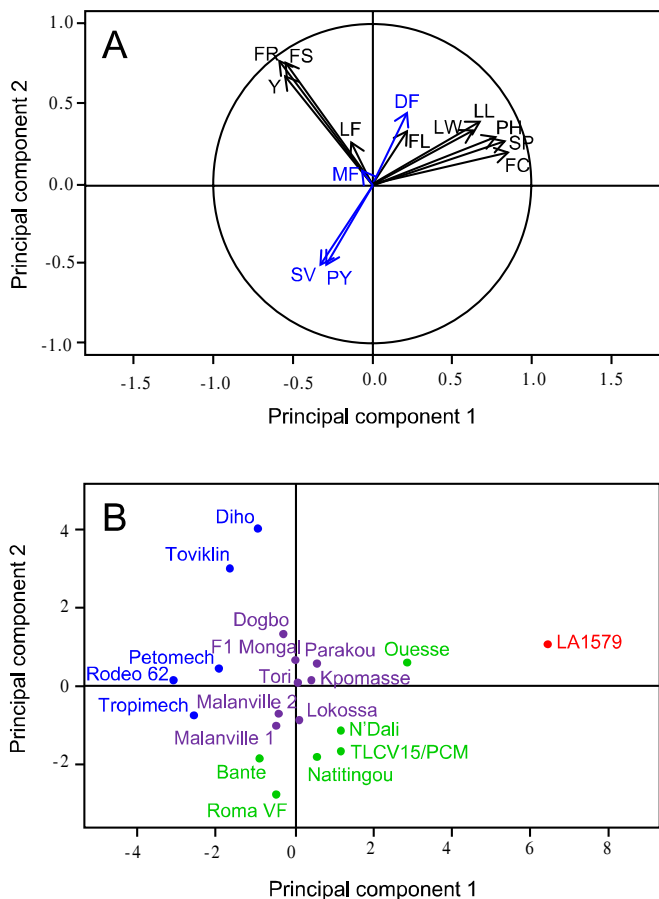 A
1.0
0.5
0.0
-0.5
-1.0
Principal component 2
FR FS
Y
LF
MF
DF
FL
LL
LW
PH
SP
FC
SV PY
-1.5 -1.0 -0.5 0.0 0.5 1.0 1.5
Principal component 1
B
4
2
0
-2
Principal component 2
Diho
Toviklin
Dogbo
F1 Mongal Parakou Ouesse
LA1579
Petomech
Rodeo 62 Tori Kpomasse
Tropimech Malanville 2 Lokossa
Malanville 1 N'Dali
TLCV15/PCM
Bante Natitingou
Roma VF
-4 -2 0 2 4 6 8
Principal component 1